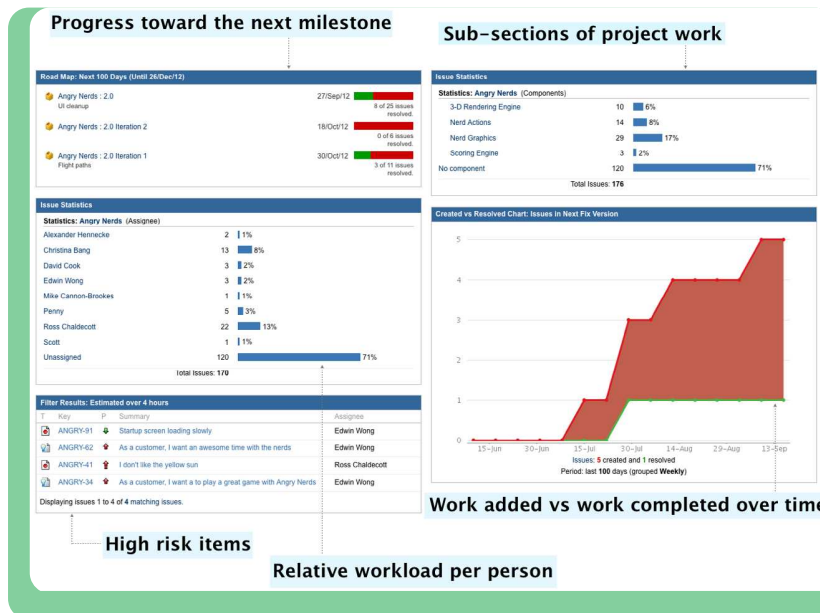 Progress toward the next milestone
Sub-sections of project work
Road Map: Next 100 Days (Until 26/Dec/12)
Angry Nerds : 2.0
UI cleanup
27/Sep/12
8 of 25 issues
resolved.
Angry Nerds : 2.0 Iteration 2
18/Oct/12
0 of 6 issues
resolved.
Angry Nerds : 2.0 Iteration 1
Flight paths
30/Oct/12
3 of 11 issues
resolved.
Issue Statistics
Statistics: Angry Nerds (Components)
3-D Rendering Engine 10 6%
Nerd Actions 14 8%
Nerd Graphics 29 17%
Scoring Engine 3 2%
No component 120 71%
Total Issues: 176
Issue Statistics
Statistics: Angry Nerds (Assignee)
Alexander Hennecke 2 1%
Christina Bang 13 8%
David Cook 3 2%
Edwin Wong 3 2%
Mike Cannon-Brookes 1 1%
Penny 5 3%
Ross Chaldecott 22 13%
Scott 1 1%
Unassigned 120 71%
Total Issues: 170
Created vs Resolved Chart: Issues in Next Fix Version
5
4
3
2
1
0
15-Jun 1-Jul 15-Jul 30-Jul 14-Aug 29-Aug 13-Sep
Issues: 5 created and 1 resolved
Period: last 100 days (grouped Weekly)
Filter Results: Estimated over 4 hours
T Key P Summary Assignee
ANGRY-91 Startup screen loading slowly Edwin Wong
ANGRY-62 As a customer, I want an awesome time with the nerds Edwin Wong
ANGRY-41 I don't like the yellow sun Ross Chaldecott
ANGRY-34 As a customer, I want a to play a great game with Angry Nerds Edwin Wong
Displaying issues 1 to 4 of 4 matching issues.
Work added vs work completed over time
High risk items
Relative workload per person